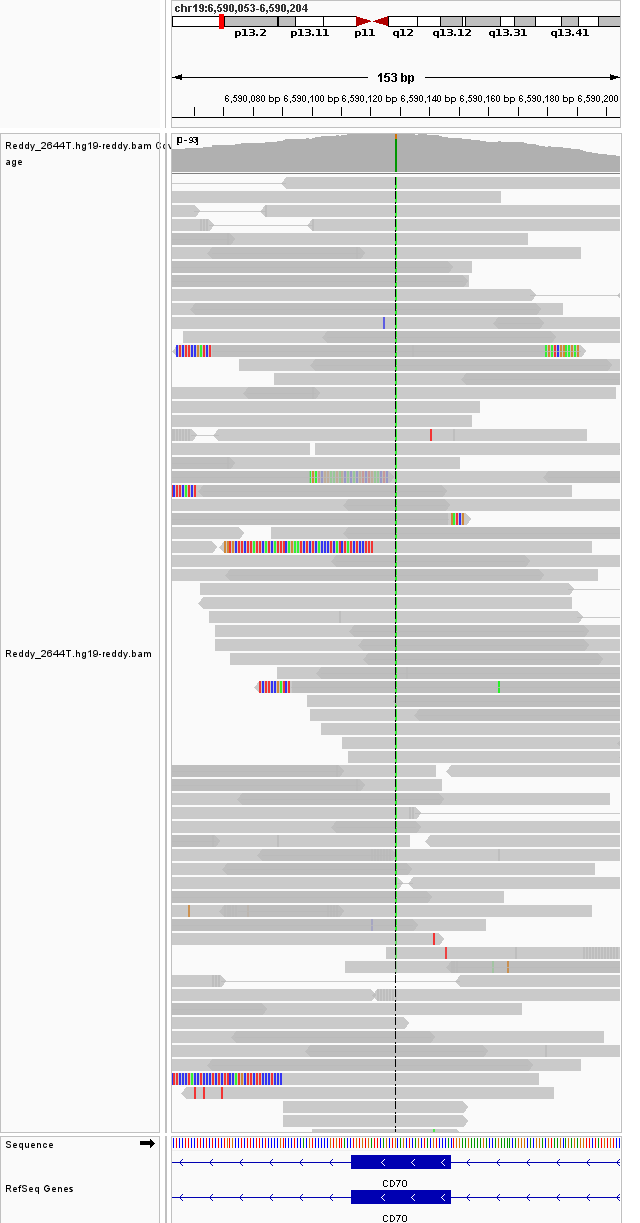 chr19:6,590,053-6,590,204
p13.2 p13.11 p11 q12 q13.12 q13.31 q13.41
153 bp
6,590,080 bp 6,590,100 bp 6,590,120 bp 6,590,140 bp 6,590,160 bp 6,590,180 bp 6,590,200
[0-93]
Reddy_2644T.hg19-reddy.bam Cov
age
Reddy_2644T.hg19-reddy.bam
Sequence
CD70
RefSeq Genes
CD70